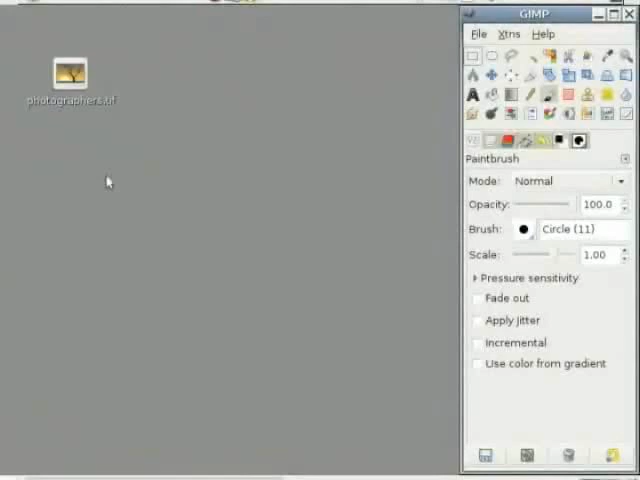 GIMP
File Xtns Help
photographers.tif
Paintbrush
Mode: Normal
Opacity: 100.0
Brush: Circle (11)
Scale: 1.00
Pressure sensitivity
Fade out
Apply Jitter
Incremental
Use color from gradient